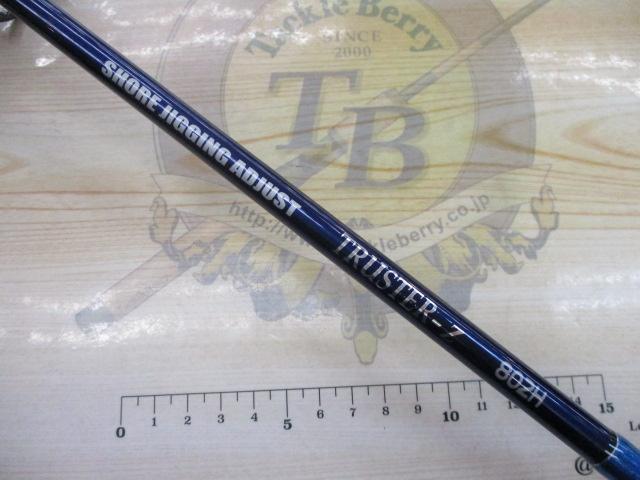 Tackle Berry
SINCE
2000
TB
http://www.tackleberry.co.jp
SHORE JIGGING ADJUST
TRUSTER-Z
802H
0 1 2 3 4 5 6 7 8 9 10 11 12 13 14 15